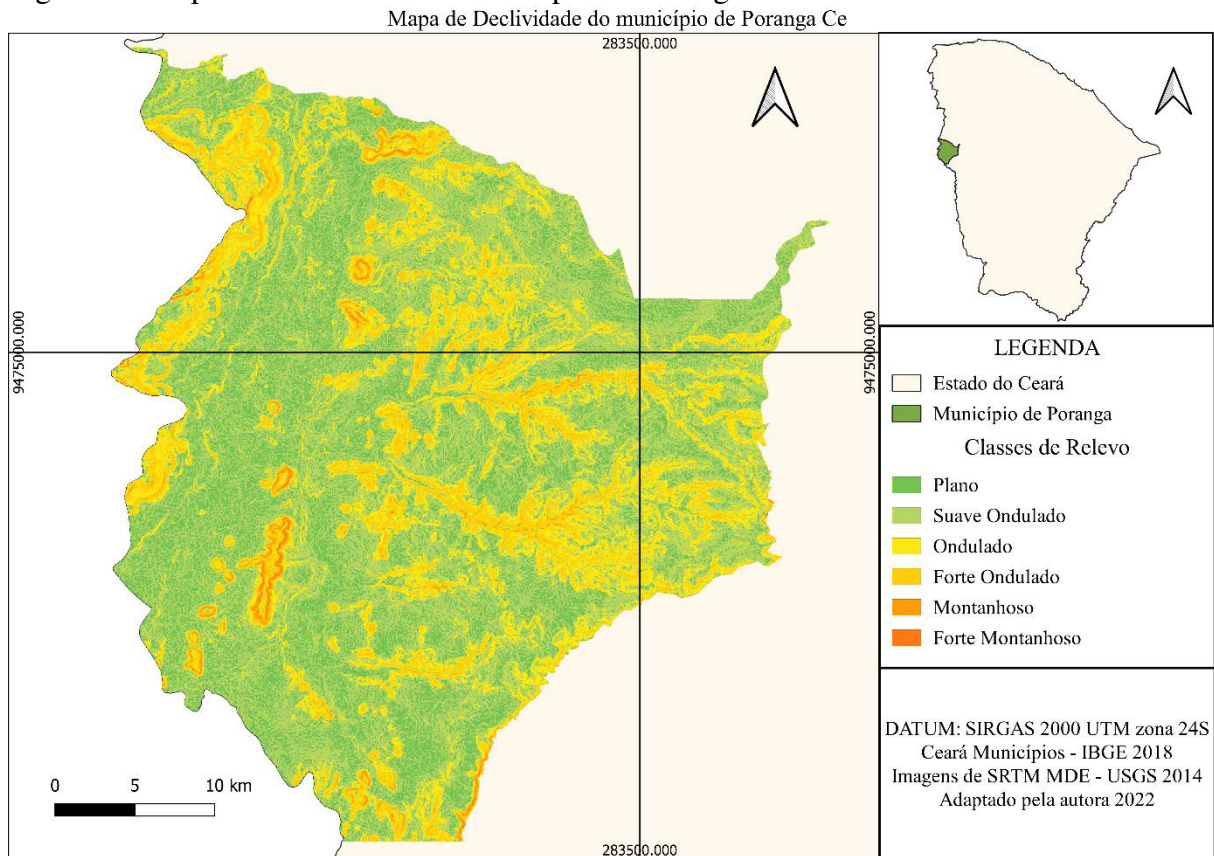 Mapa de Declividade do município de Poranga Ce
283500.000
9475000.000
9475000.000
0 5 10 km
283500.000
LEGENDA
Estado do Ceará
Município de Poranga
Classes de Relevo
Plano
Suave Ondulado
Ondulado
Forte Ondulado
Montanhoso
Forte Montanhoso
DATUM: SIRGAS 2000 UTM zona 24S
Ceará Municípios - IBGE 2018
Imagens de SRTM MDE - USGS 2014
Adaptado pela autora 2022